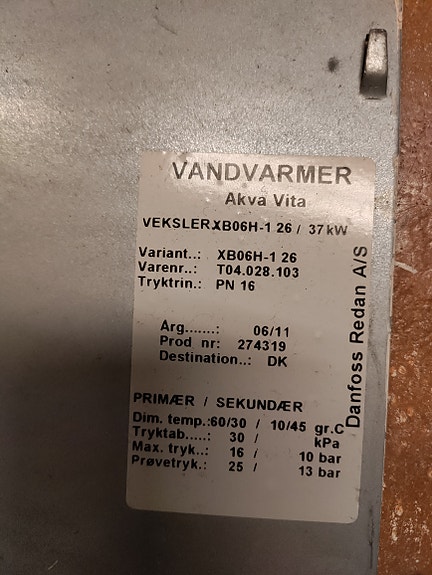 VANDVARMER
Akva Vita
VEKSLER XB06H-1 26 / 37kW
Variant..: XB06H-1 26
Varenr..: T04.028.103
Tryktrin.: PN 16
Årg.......: 06/11
Prod nr: 274319
Destination..: DK
PRIMÆR / SEKUNDÆR
Dim. temp.:60/30 / 10/45 gr.C
Tryktab.....: 30 / kPa
Max. tryk..: 16 / 10 bar
Prøvetryk.: 25 / 13 bar
Danfoss Redan A/S